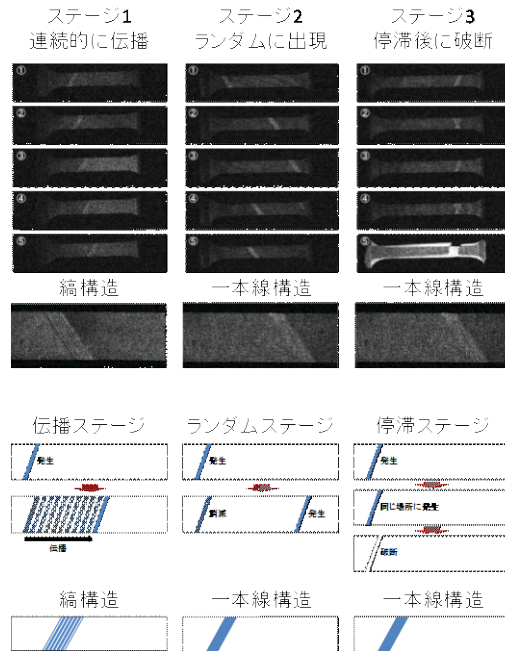 ステージ1
連続的に伝播
ステージ2
ランダムに出現
ステージ3
停滞後に破断
①
②
③
④
⑤
①
②
③
④
⑤
①
②
③
④
⑤
縞構造
一本線構造
一本線構造
伝播ステージ
ランダムステージ
停滞ステージ
発生
伝播
発生
消滅
発生
発生
同じ場所に発生
破断
縞構造
一本線構造
一本線構造